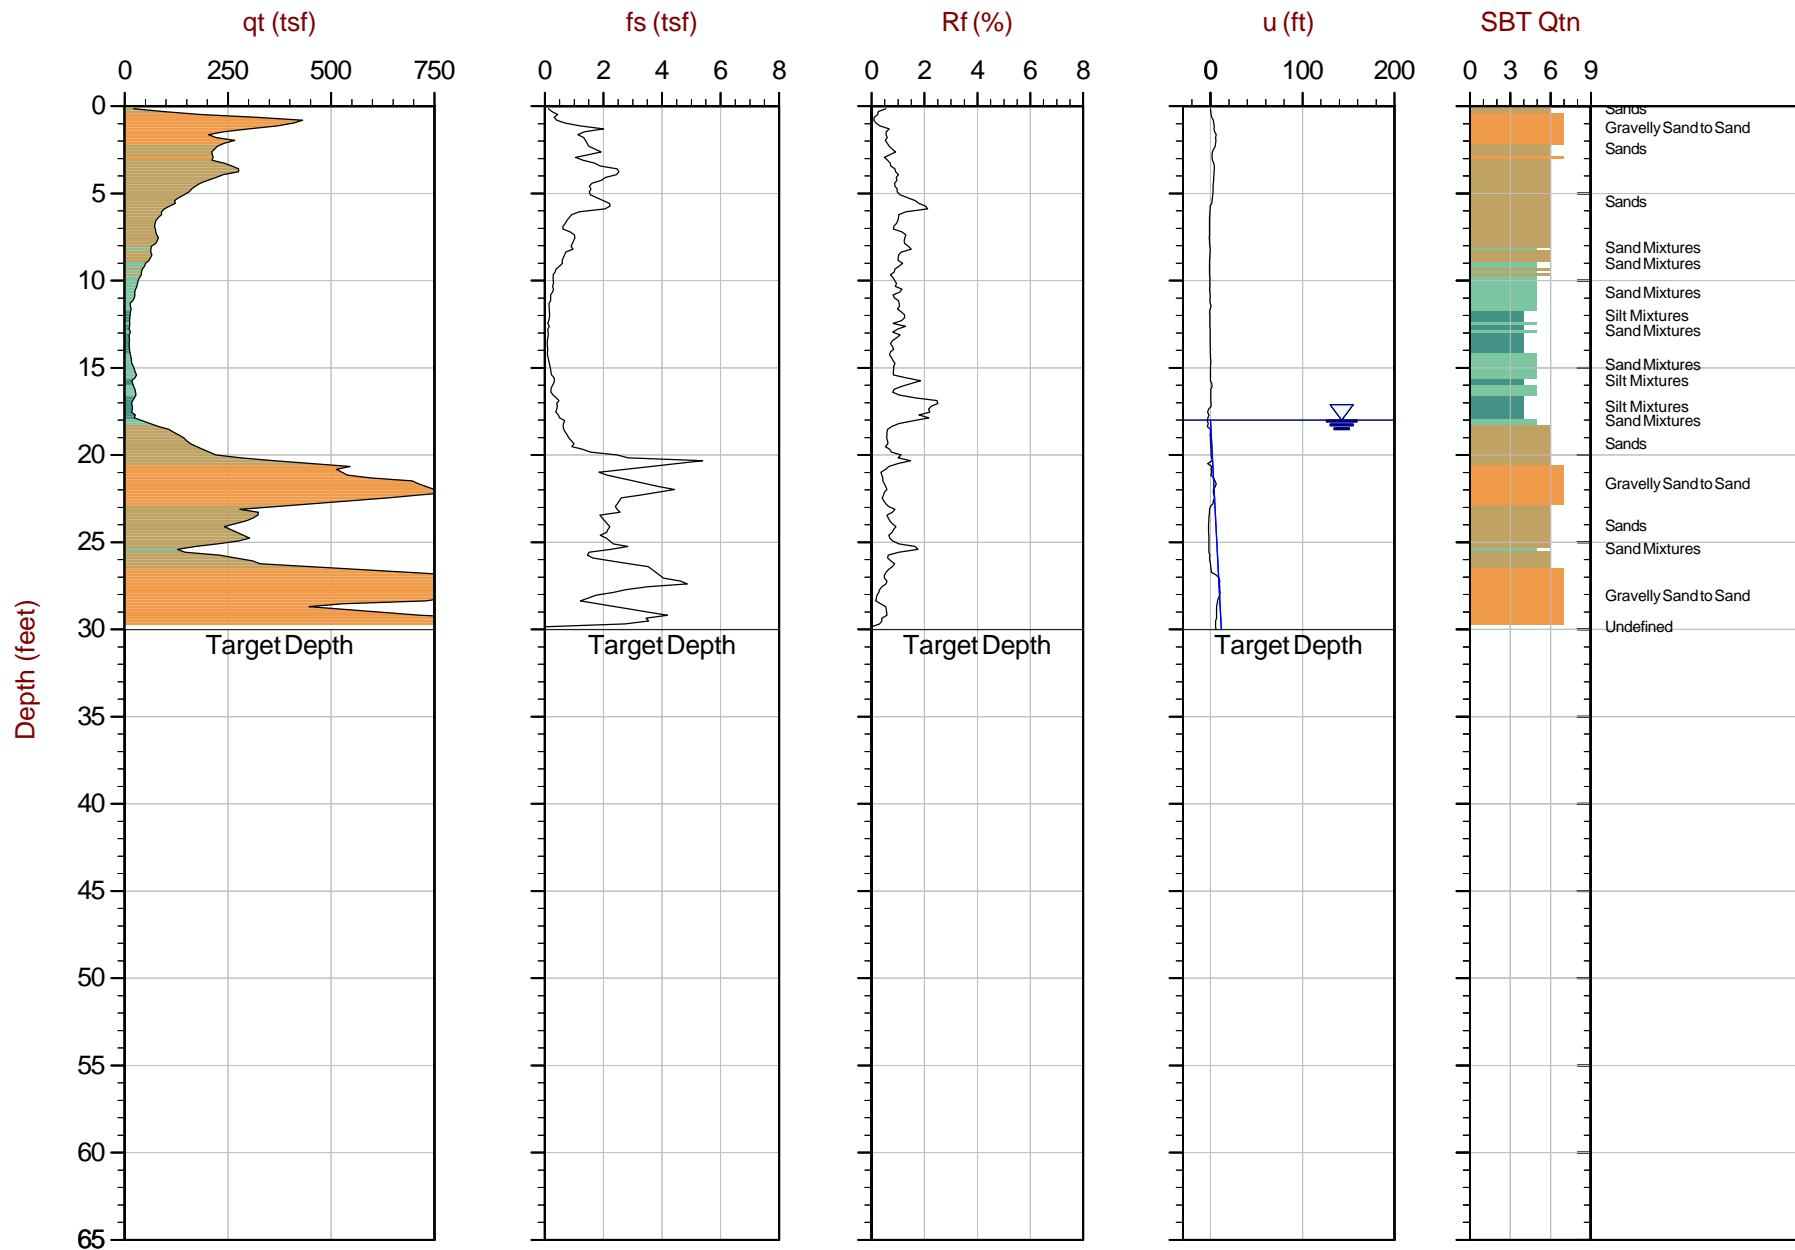 qt (tsf) fs (tsf) Rf (%) u (ft) SBT Qtn
0 250 500 750 0 2 4 6 8 0 2 4 6 8 0 100 200 0 3 6 9
0
Sands
Gravelly Sand to Sand
Sands
5
Sands
Sand Mixtures
Sand Mixtures
10
Sand Mixtures
Silt Mixtures
Sand Mixtures
15
Sand Mixtures
Silt Mixtures
Silt Mixtures
Sand Mixtures
Sands
20
Gravelly Sand to Sand
Sands
25
Sand Mixtures
Gravelly Sand to Sand
30
Undefined
Target Depth Target Depth Target Depth Target Depth
Depth (feet)
35
40
45
50
55
60
65